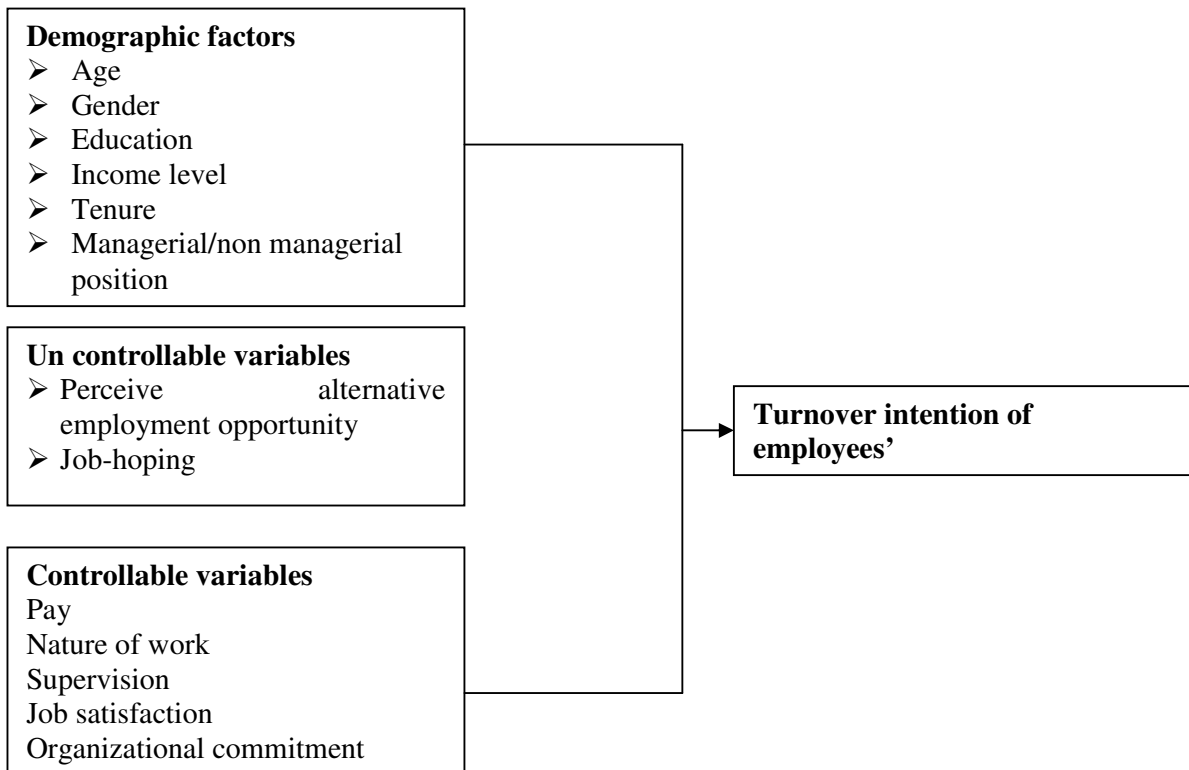 Demographic factors
➢ Age
➢ Gender
➢ Education
➢ Income level
➢ Tenure
➢ Managerial/non managerial
position
Un controllable variables
➢ Perceive alternative
employment opportunity
➢ Job-hoping
Controllable variables
Pay
Nature of work
Supervision
Job satisfaction
Organizational commitment
Turnover intention of
employees’